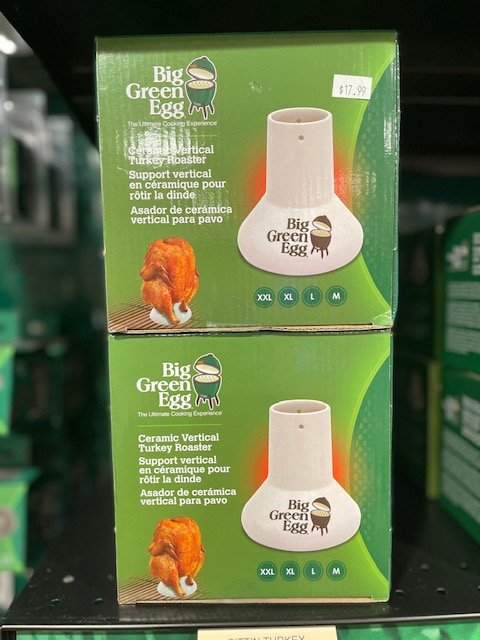 Big
Green
Egg
The Ultimate Cooking Experience
$17.99
Ceramic Vertical
Turkey Roaster
Support vertical
en céramique pour
rôtir la dinde
Asador de cerámica
vertical para pavo
Big
Green
Egg
XXL XL L M
Big
Green
Egg
The Ultimate Cooking Experience
Ceramic Vertical
Turkey Roaster
Support vertical
en céramique pour
rôtir la dinde
Asador de cerámica
vertical para pavo
Big
Green
Egg
XXL XL L M
SITTIN TURKEY